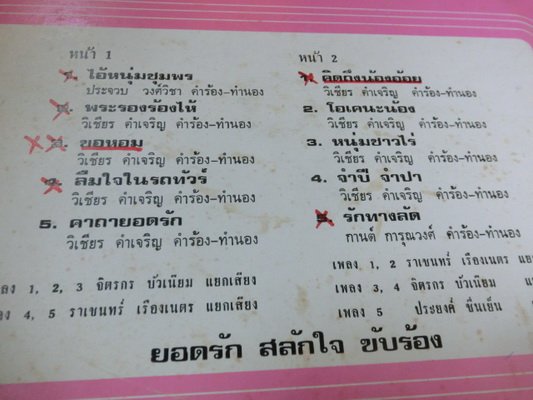 หน้า 1
1. ไอ้หนุ่มชุมพร
ประจวบ วงศ์วิชา คำร้อง-ทำนอง
2. พระรองร้องไห้
วิเชียร คำเจริญ คำร้อง-ทำนอง
3. ขอหอม
วิเชียร คำเจริญ คำร้อง-ทำนอง
4. ลืมใจในรถทัวร์
วิเชียร คำเจริญ คำร้อง-ทำนอง
5. คาถายอดรัก
วิเชียร คำเจริญ คำร้อง-ทำนอง
ลง 1, 2, 3 จิตรกร บัวเนียม แยกเสียง
ง 4, 5 ราเชนทร์ เรืองเนตร แยกเสียง
หน้า 2
1. คิดถึงน้องอ้อย
วิเชียร คำเจริญ คำร้อง-ทำนอง
2. โอเคนะน้อง
วิเชียร คำเจริญ คำร้อง-ทำนอง
3. หนุ่มชาวไร่
วิเชียร คำเจริญ คำร้อง-ทำนอง
4. จำปี จำปา
วิเชียร คำเจริญ คำร้อง-ทำนอง
5. รักทางลัด
กานต์ การุณวงศ์ คำร้อง-ทำนอง
เพลง 1, 2 ราเชนทร์ เรืองเนตร แย
เพลง 3, 4 จิตรกร บัวเนียม แ
เพลง 5 ประยงค์ ชื่นเย็น
ยอดรัก สลักใจ ขับร้อง